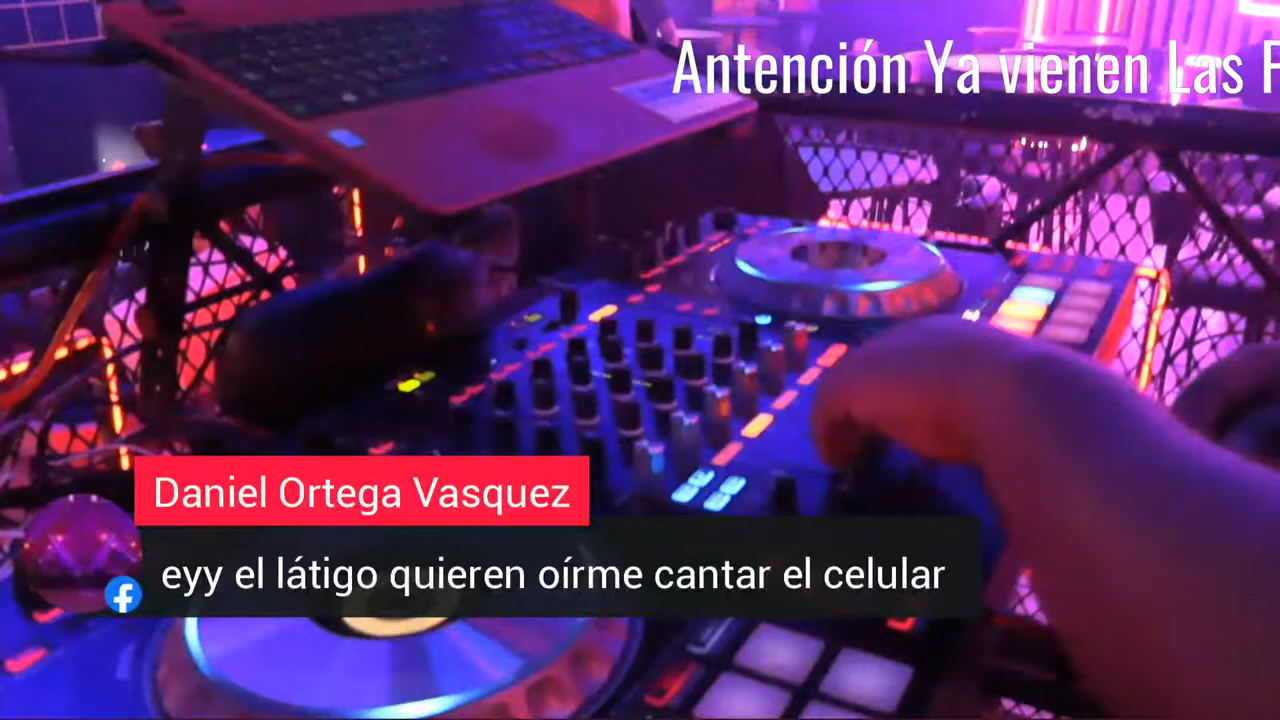 Antención Ya vienen Las
Daniel Ortega Vasquez
eyy el látigo quieren oírme cantar el celular